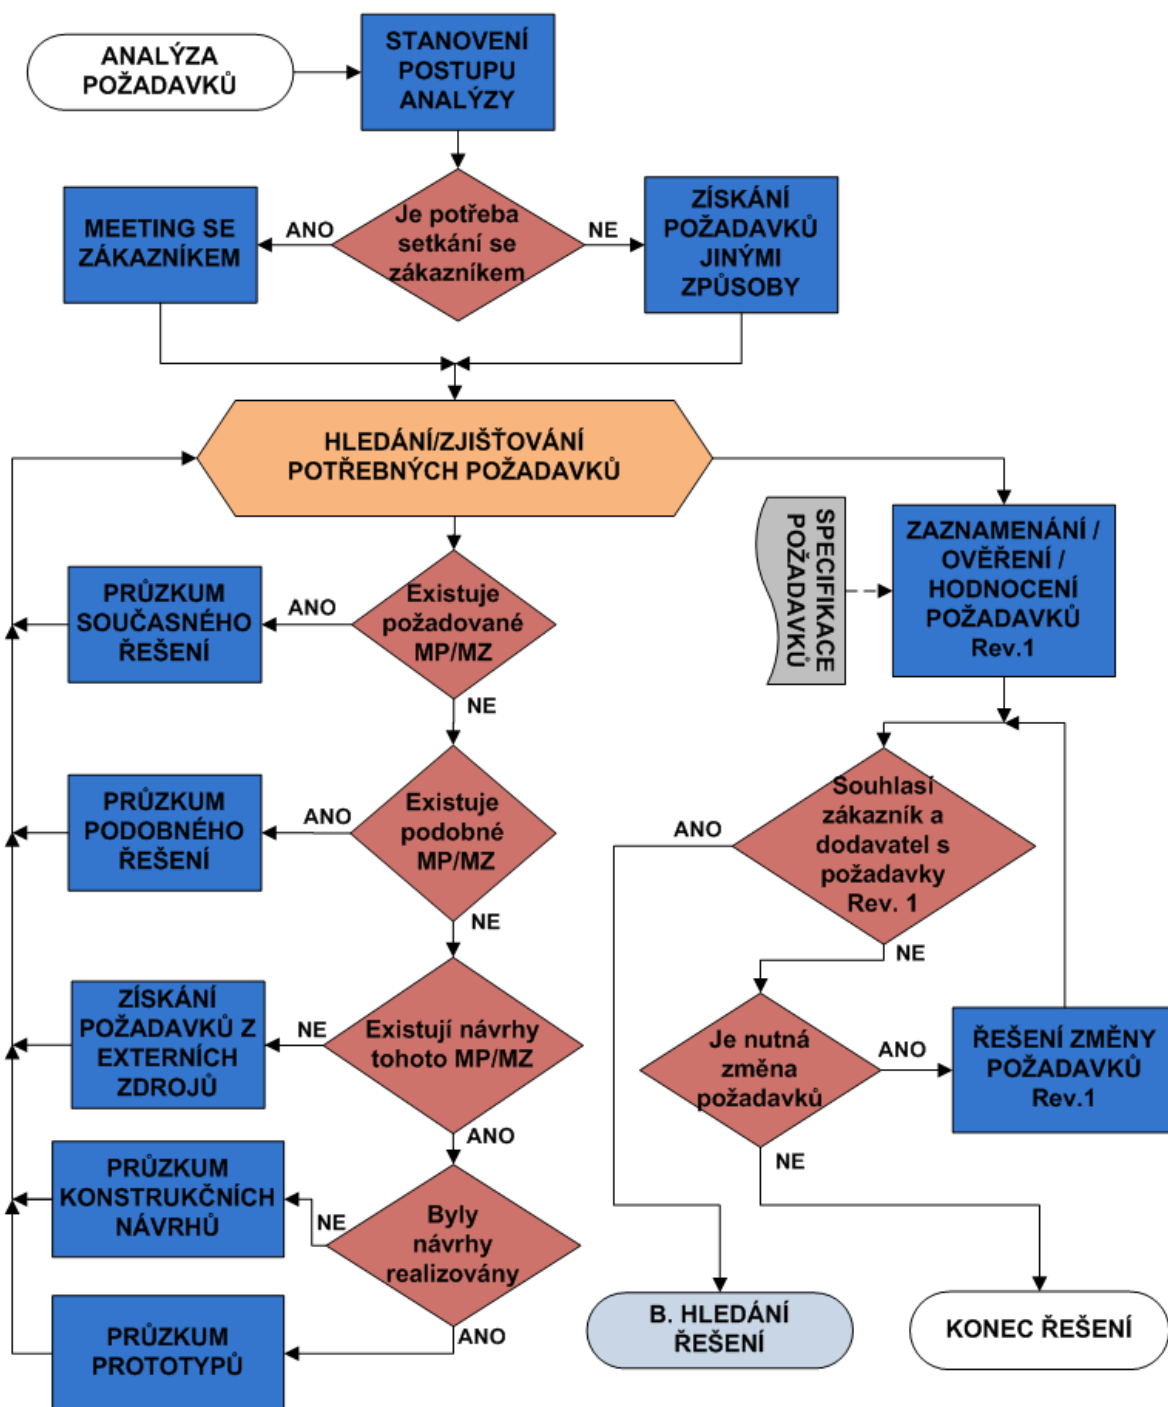 ANALÝZA
POŽADAVKŮ
STANOVENÍ
POSTUPU
ANALÝZY
MEETING SE
ZÁKAZNÍKEM
ANO
Je potřeba
setkání se
zákazníkem
NE
ZÍSKÁNÍ
POŽADAVKŮ
JINÝMI
ZPŮSOBY
HLEDÁNÍ/ZJIŠŤOVÁNÍ
POTŘEBNÝCH POŽADAVKŮ
SPECIFIKACE
POŽADAVKŮ
ZAZNAMENÁNÍ /
OVĚŘENÍ /
HODNOCENÍ
POŽADAVKŮ
Rev.1
PRŮZKUM
SOUČASNÉHO
ŘEŠENÍ
ANO
Existuje
požadované
MP/MZ
NE
PRŮZKUM
PODOBNÉHO
ŘEŠENÍ
ANO
Existuje
podobné
MP/MZ
NE
ANO
Souhlasí
zákazník a
dodavatel s
požadavky
Rev. 1
NE
ZÍSKÁNÍ
POŽADAVKŮ Z
EXTERNÍCH
ZDROJŮ
NE
Existují návrhy
tohoto MP/MZ
ANO
Je nutná
změna
požadavků
ANO
NE
ŘEŠENÍ ZMĚNY
POŽADAVKŮ
Rev.1
PRŮZKUM
KONSTRUKČNÍCH
NÁVRHŮ
NE
Byly
návrhy
realizovány
ANO
PRŮZKUM
PROTOTYPŮ
B. HLEDÁNÍ
ŘEŠENÍ
KONEC ŘEŠENÍ